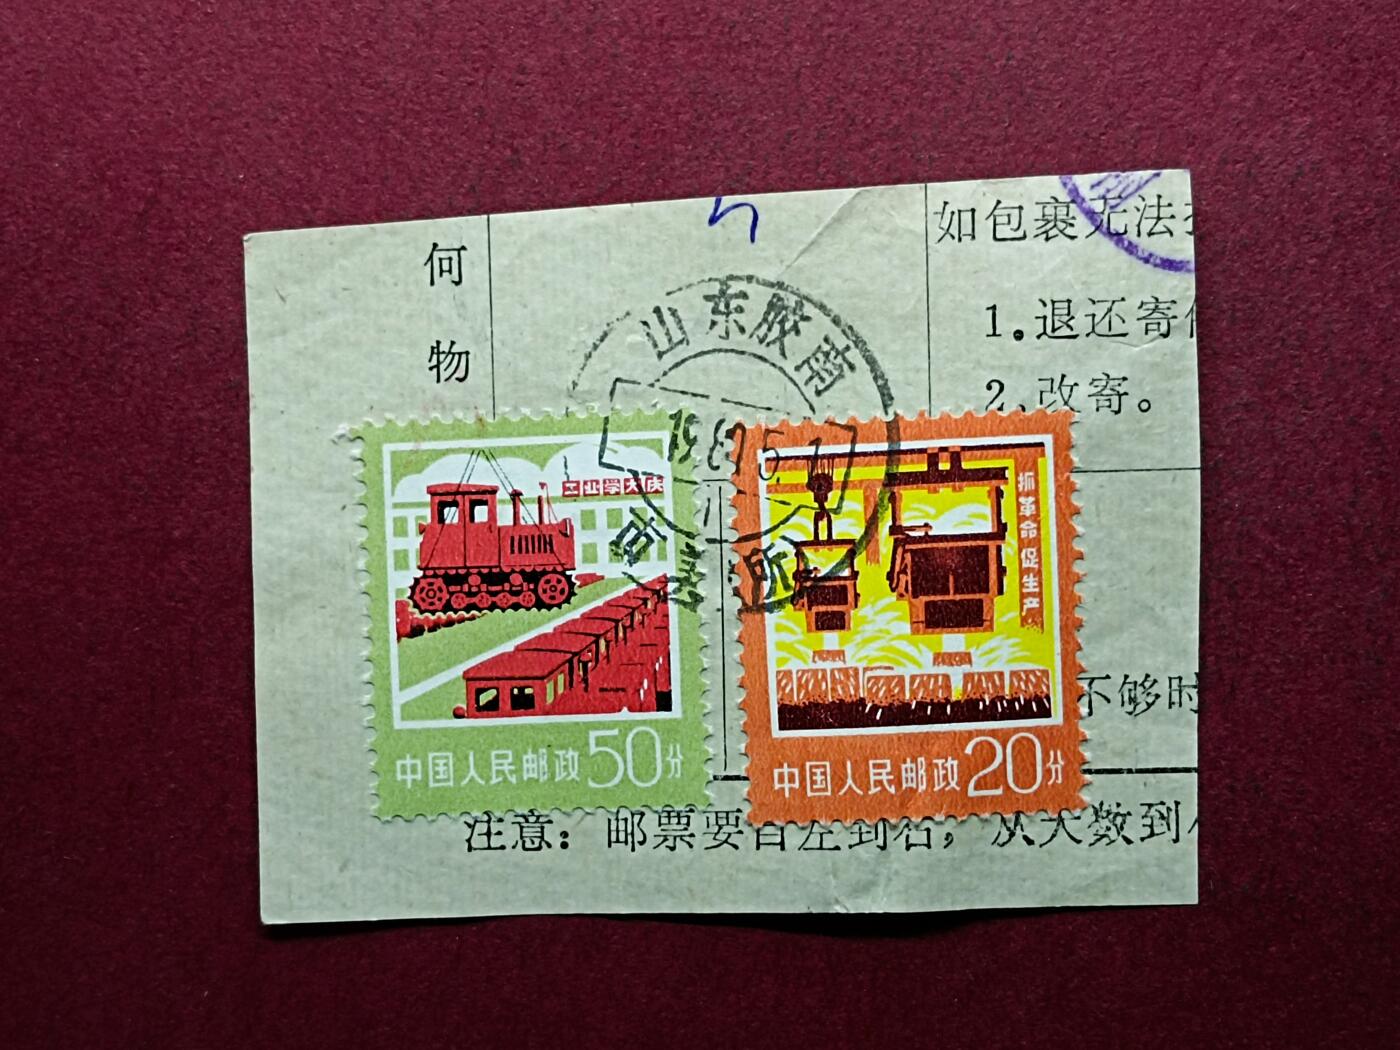 何
物
如包裹无法
1.退还寄
2.改寄。
山东胶南
工业学大庆
抓革命 促生产
不够时
中国人民邮政50分
中国人民邮政20分
注意：邮票要自左到右，从大数到